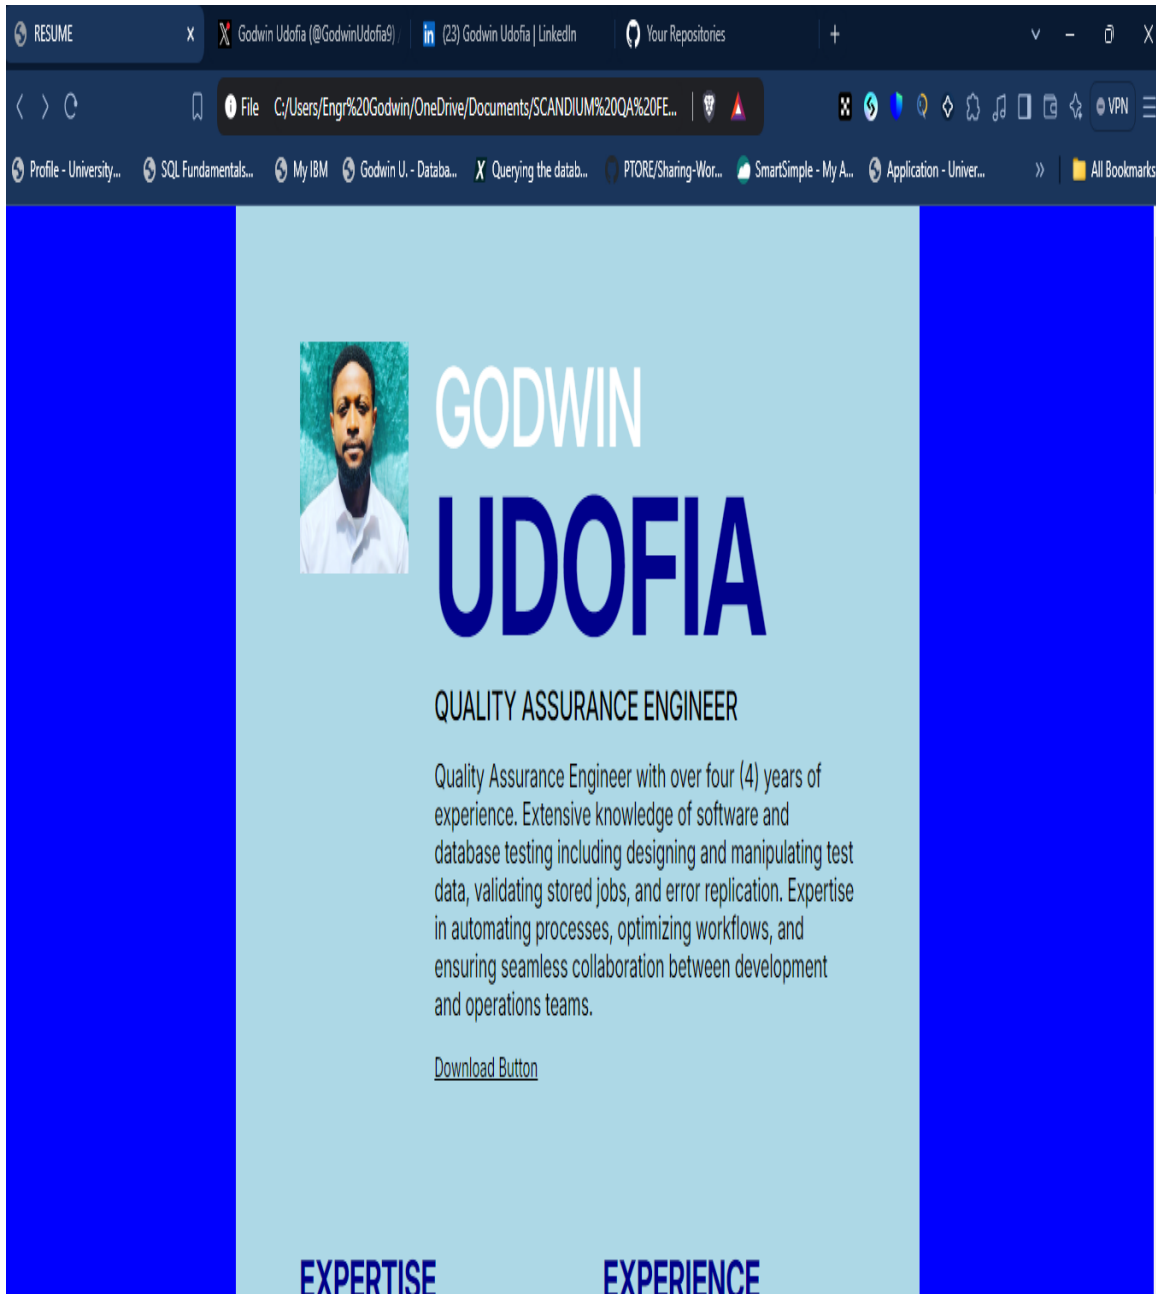 RESUME
Godwin Udofia (@GodwinUdofia9) /
(23) Godwin Udofia | LinkedIn
Your Repositories
File C:/Users/Engr%20Godwin/OneDrive/Documents/SCANDIUM%20QA%20FE...
VPN
Profile - University...
SQL Fundamentals...
My IBM
Godwin U. - Databa...
Querying the datab...
PTORE/Sharing-Wor...
SmartSimple - My A...
Application - Univer...
All Bookmarks
GODWIN
UDOFIA
QUALITY ASSURANCE ENGINEER
Quality Assurance Engineer with over four (4) years of
experience. Extensive knowledge of software and
database testing including designing and manipulating test
data, validating stored jobs, and error replication. Expertise
in automating processes, optimizing workflows, and
ensuring seamless collaboration between development
and operations teams.
Download Button
EXPERTISE
EXPERIENCE